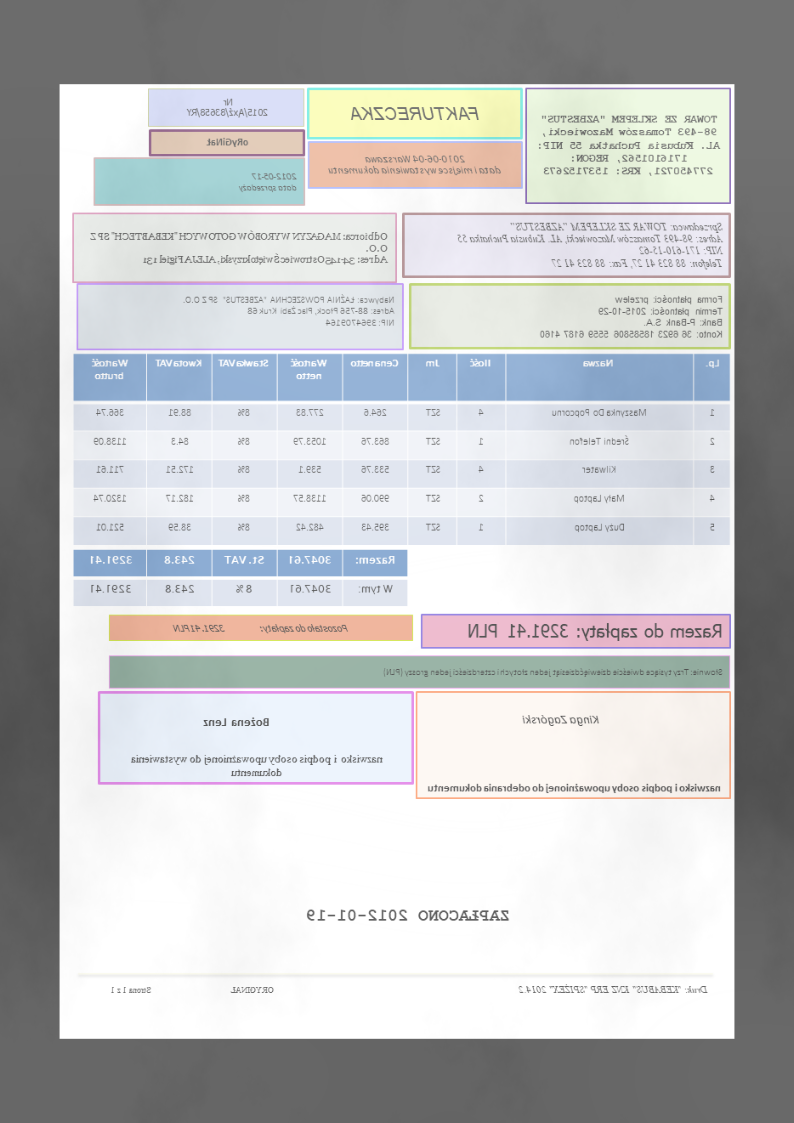 TOWAR ZE SKLEPEM "AZBESTUS"
98-493 Tomaszów Mazowiecki,
AL. Kubusia Puchatka 55 NIP:
1716101562, REGON:
277450721, KRS: 1537152673
FAKTURECZKA
2010-06-04 Warszawa
data i miejsce wystawienia dokumentu
Nr
oRyGiNał
2012-05-17
data sprzedaży
Sprzedawca: TOWAR ZE SKLEPEM "AZBESTUS"
Adres: 98-493 Tomaszów Mazowiecki, AL. Kubusia Puchatka 55
NIP: 171-610-15-62
Telefon: 88 823 41 27, Fax: 88 823 41 27
Odbiorca: MAGAZYN WYROBÓW GOTOWYCH "KEBABTECH" SP Z
O.O.
Adres: 34-145 Ostrowiec Świętokrzyski, ALEJA Figiel 131
Forma płatności: przelew
Termin płatności: 2015-10-29
Bank: P-Bank S.A.
Konto: 36 6923 18585806 5559 6187 4160
Nabywca: ŁAŹNIA POWSZECHNA "AZBESTUS" SP Z O.O.
Adres: 88-756 Płock, Plac Żabi Kruk 68
NIP: 3964709164
Lp. Nazwa Ilość Jm Cena netto Wartość netto Stawka VAT Kwota VAT Wartość brutto
1 Maszynka Do Popcornu 4 SZT 264.6 277.83 8% 88.91 366.74
2 Średni Telefon 1 SZT 863.76 1053.79 8% 84.3 1138.09
3 Kilwater 4 SZT 533.76 539.1 8% 172.51 711.61
4 Mały Laptop 2 SZT 990.06 1138.57 8% 182.17 1320.74
5 Duży Laptop 1 SZT 395.43 482.42 8% 38.59 521.01
Razem: 3047.61 St. VAT 243.8 3291.41
W tym: 3047.61 8 % 243.8 3291.41
Razem do zapłaty: 3291.41 PLN
Pozostało do zapłaty: 3291.41 PLN
Słownie: Trzy tysiące dwieście dziewięćdziesiąt jeden złotych i czterdzieści jeden groszy (PLN)
Kinga Zagórski
nazwisko i podpis osoby upoważnionej do odebrania dokumentu
Bożena Lenz
nazwisko i podpis osoby upoważnionej do wystawienia
dokumentu
ZAPŁACONO 2012-01-19
Druk: "KEBABUS" KNZ ERP "SPIŻEX" 2014.2
ORYGINAŁ
Strona 1 z 1